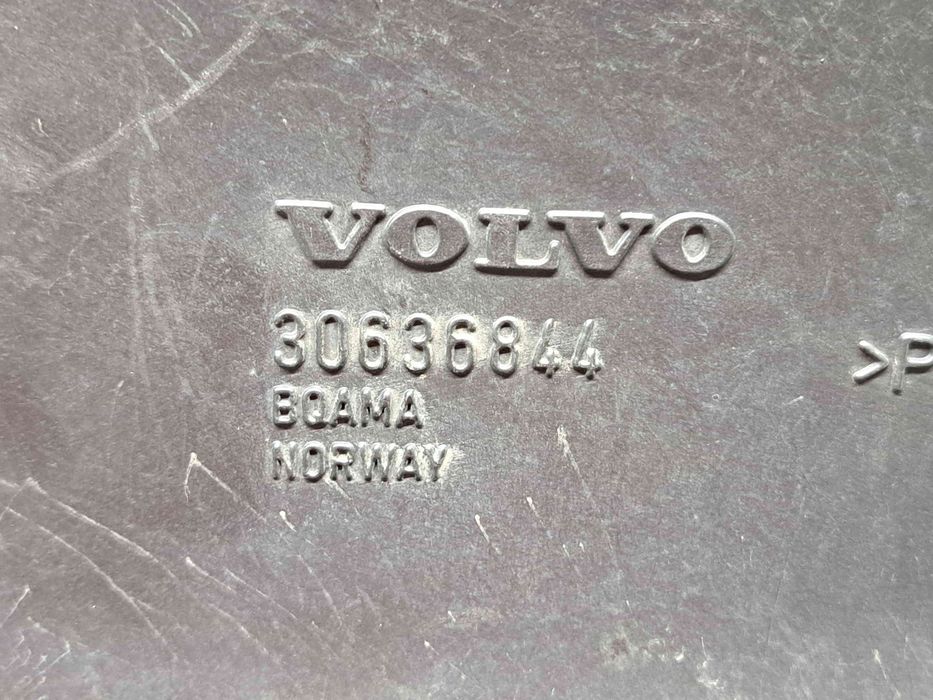 VOLVO
30636844 >P
BQAMA
NORWAY